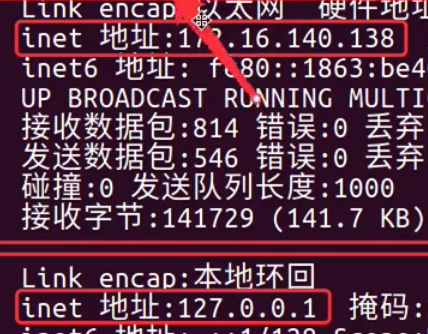 Link encap:以太网 硬件地址
inet 地址:172.16.140.138
inet6 地址: fe80::1863:be4
UP BROADCAST RUNNING MULTI
接收数据包:814 错误:0 丢弃
发送数据包:546 错误:0 丢弃
碰撞:0 发送队列长度:1000
接收字节:141729 (141.7 KB)
Link encap:本地环回
inet 地址:127.0.0.1 掩码: